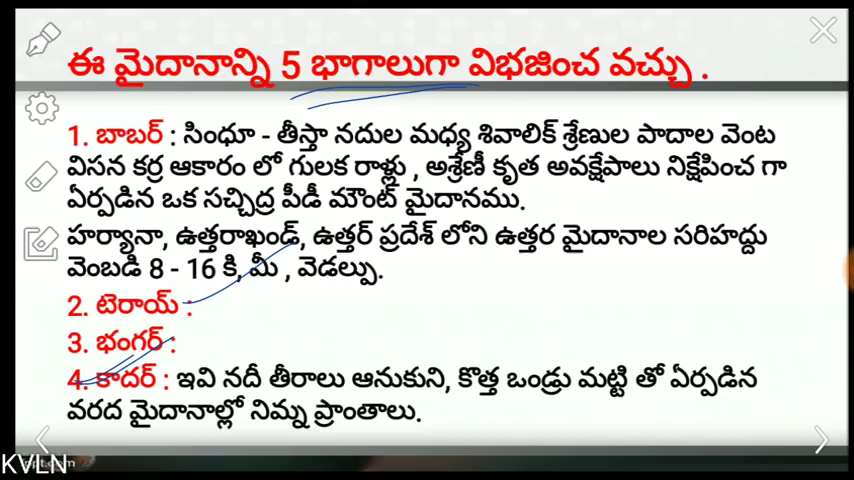 ఈ మైదానాన్ని 5 భాగాలుగా విభజించ వచ్చు .
1. బాబర్ : సింధూ - తీస్తా నదుల మధ్య శివాలిక్ శ్రేణుల పాదాల వెంట
విసన కర్ర ఆకారం లో గులక రాళ్లు , అశ్రేణీ కృత అవక్షేపాలు నిక్షేపించ గా
ఏర్పడిన ఒక సచ్చిద్ర పీడీ మౌంట్ మైదానము.
హర్యానా, ఉత్తరాఖండ్, ఉత్తర్ ప్రదేశ్ లోని ఉత్తర మైదానాల సరిహద్దు
వెంబడి 8 - 16 కి, మీ , వెడల్పు.
2. టెరాయ్ :
3. భంగర్ :
4. కాదర్ : ఇవి నదీ తీరాలు ఆనుకుని, కొత్త ఒండ్రు మట్టి తో ఏర్పడిన
వరద మైదానాల్లో నిమ్న ప్రాంతాలు.
KVLN